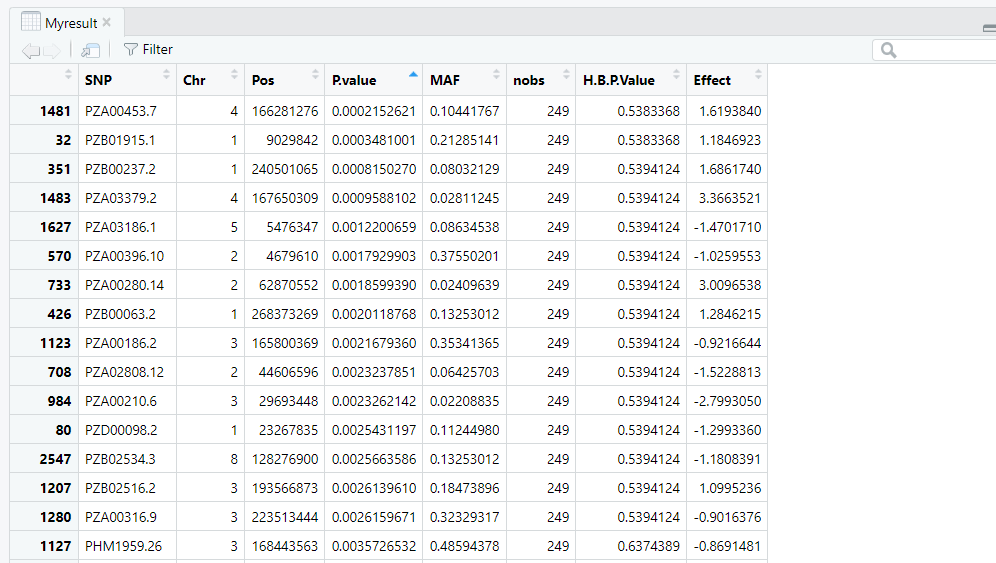 Myresult
Filter
SNP Chr Pos P.value MAF nobs H.B.P.Value Effect
1481 PZA00453.7 4 166281276 0.0002152621 0.10441767 249 0.5383368 1.6193840
32 PZB01915.1 1 9029842 0.0003481001 0.21285141 249 0.5383368 1.1846923
351 PZB00237.2 1 240501065 0.0008150270 0.08032129 249 0.5394124 1.6861740
1483 PZA03379.2 4 167650309 0.0009588102 0.02811245 249 0.5394124 3.3663521
1627 PZA03186.1 5 5476347 0.0012200659 0.08634538 249 0.5394124 -1.4701710
570 PZA00396.10 2 4679610 0.0017929903 0.37550201 249 0.5394124 -1.0259553
733 PZA00280.14 2 62870552 0.0018599390 0.02409639 249 0.5394124 3.0096538
426 PZB00063.2 1 268373269 0.0020118768 0.13253012 249 0.5394124 1.2846215
1123 PZA00186.2 3 165800369 0.0021679360 0.35341365 249 0.5394124 -0.9216644
708 PZA02808.12 2 44606596 0.0023237851 0.06425703 249 0.5394124 -1.5228813
984 PZA00210.6 3 29693448 0.0023262142 0.02208835 249 0.5394124 -2.7993050
80 PZD00098.2 1 23267835 0.0025431197 0.11244980 249 0.5394124 -1.2993360
2547 PZB02534.3 8 128276900 0.0025663586 0.13253012 249 0.5394124 -1.1808391
1207 PZB02516.2 3 193566873 0.0026139610 0.18473896 249 0.5394124 1.0995236
1280 PZA00316.9 3 223513444 0.0026159671 0.32329317 249 0.5394124 -0.9016376
1127 PHM1959.26 3 168443563 0.0035726532 0.48594378 249 0.6374389 -0.8691481